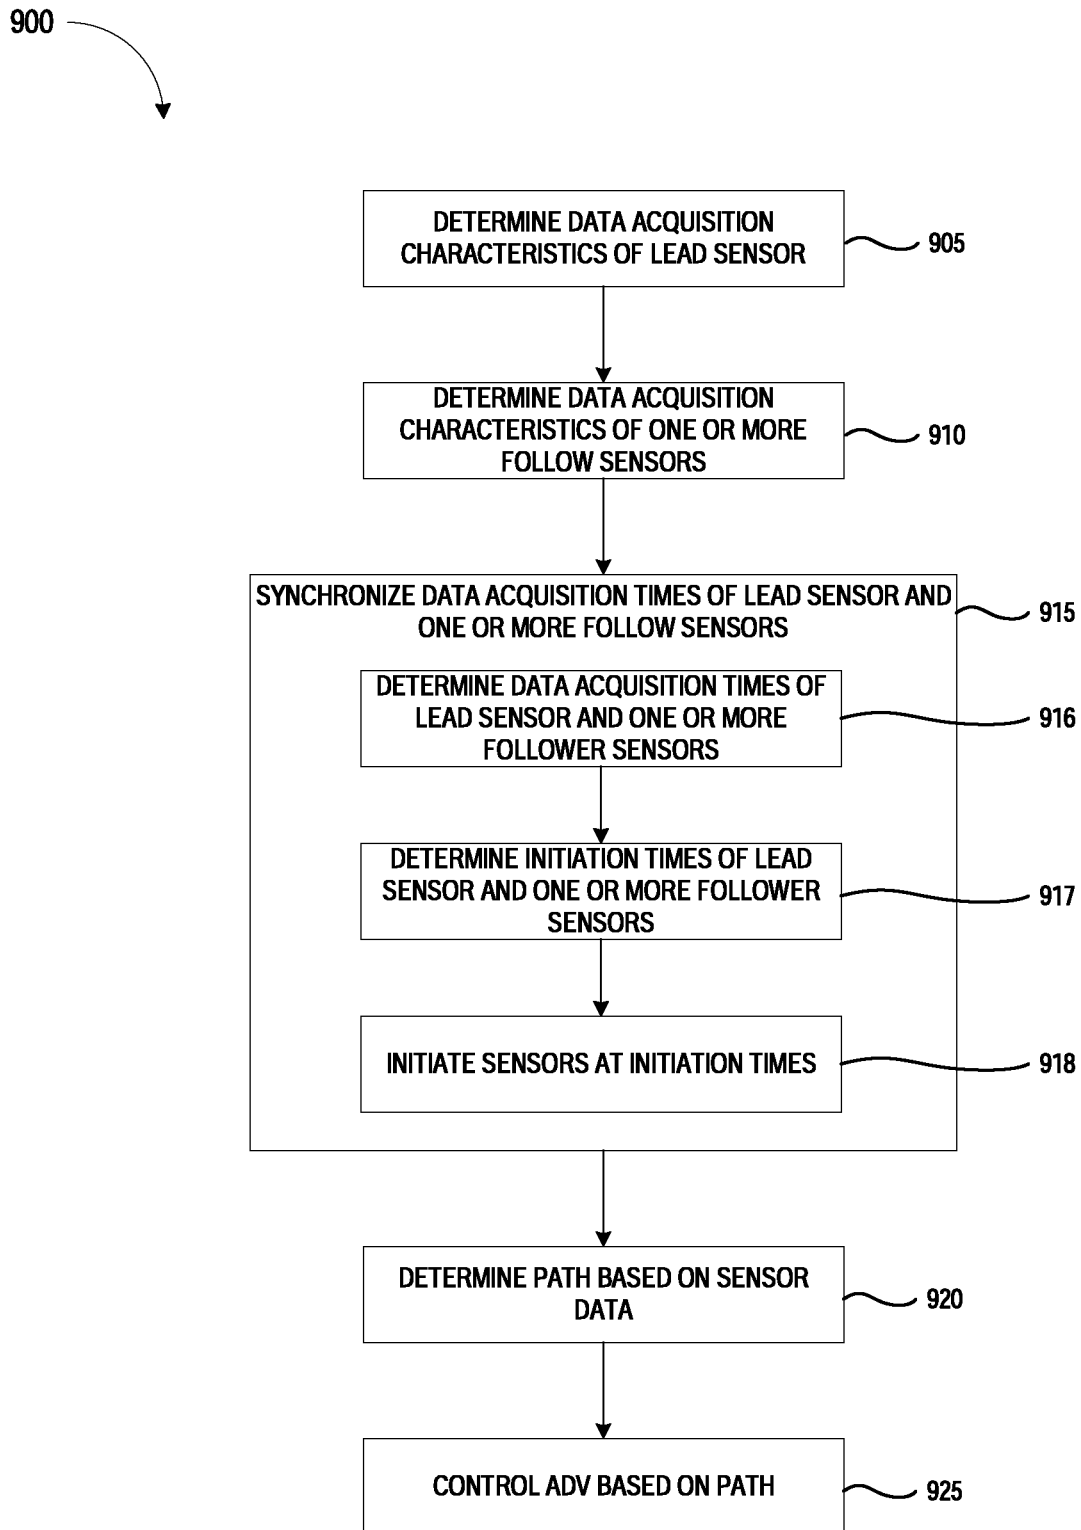 900
DETERMINE DATA ACQUISITION
CHARACTERISTICS OF LEAD SENSOR
905
DETERMINE DATA ACQUISITION
CHARACTERISTICS OF ONE OR MORE
FOLLOW SENSORS
910
SYNCHRONIZE DATA ACQUISITION TIMES OF LEAD SENSOR AND
ONE OR MORE FOLLOW SENSORS
915
DETERMINE DATA ACQUISITION TIMES OF
LEAD SENSOR AND ONE OR MORE
FOLLOWER SENSORS
916
DETERMINE INITIATION TIMES OF LEAD
SENSOR AND ONE OR MORE FOLLOWER
SENSORS
917
INITIATE SENSORS AT INITIATION TIMES
918
DETERMINE PATH BASED ON SENSOR
DATA
920
CONTROL ADV BASED ON PATH
925